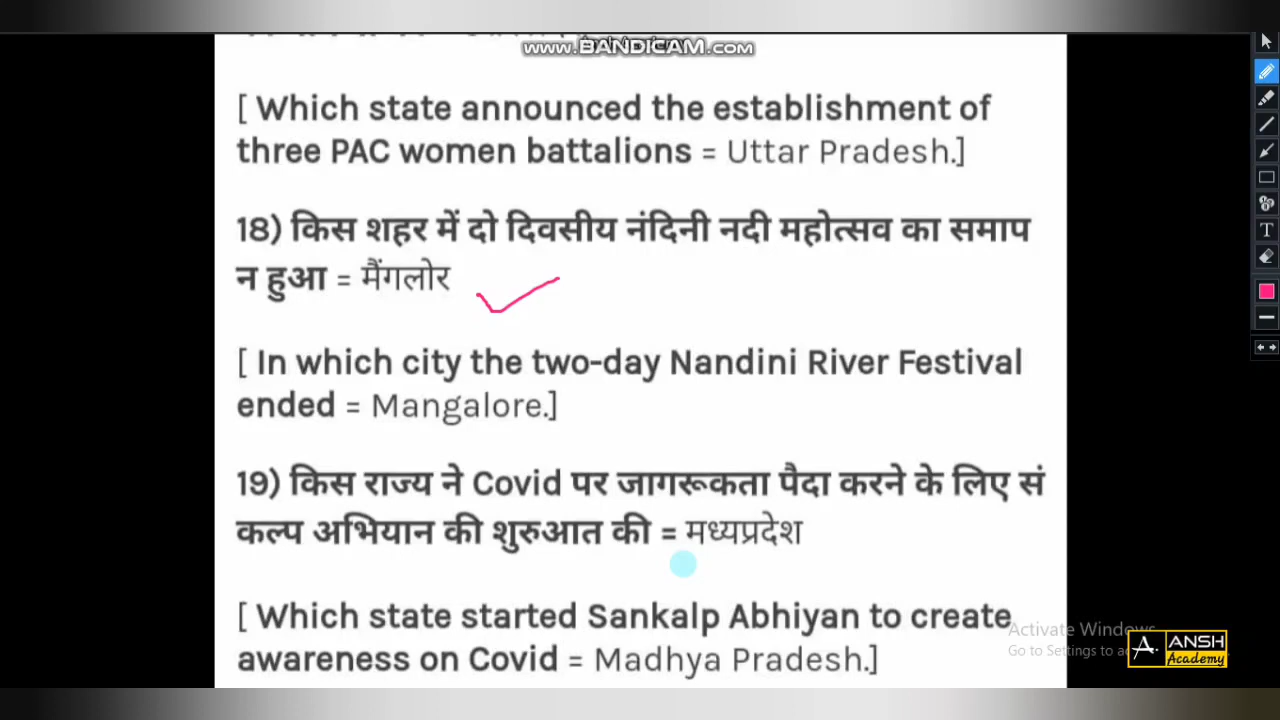 www.BANDICAM.com
[ Which state announced the establishment of
three PAC women battalions = Uttar Pradesh.]
18) किस शहर में दो दिवसीय नंदिनी नदी महोत्सव का समाप
न हुआ = मैंगलोर
[ In which city the two-day Nandini River Festival
ended = Mangalore.]
19) किस राज्य ने Covid पर जागरूकता पैदा करने के लिए सं
कल्प अभियान की शुरुआत की = मध्यप्रदेश
[ Which state started Sankalp Abhiyan to create
awareness on Covid = Madhya Pradesh.]
Activate Windows
Go to Settings to
ANSH
Academy